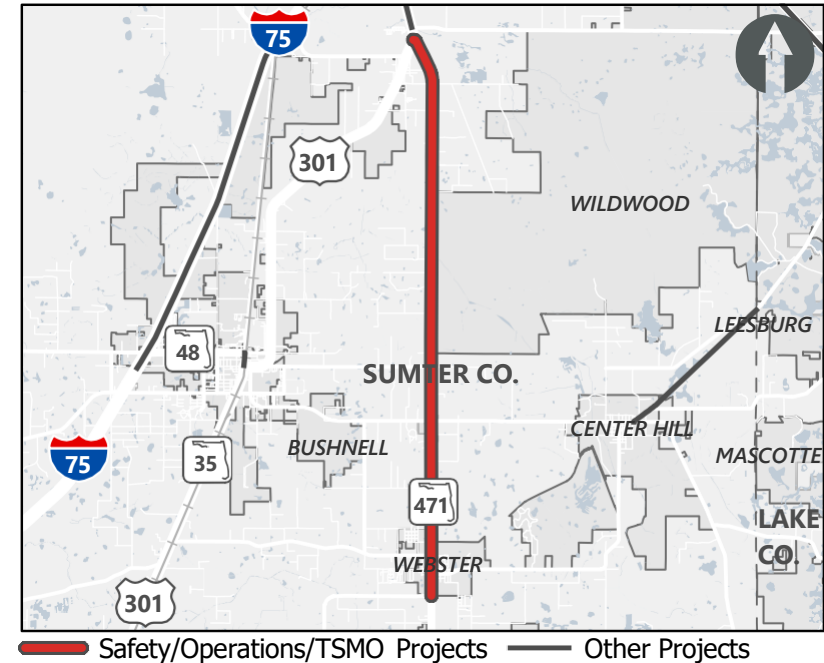 75
301
WILDWOOD
LEESBURG
48
SUMTER CO.
CENTER HILL
BUSHNELL
MASCOTTE
75
35
471
LAKE
CO.
WEBSTER
301
Safety/Operations/TSMO Projects
Other Projects